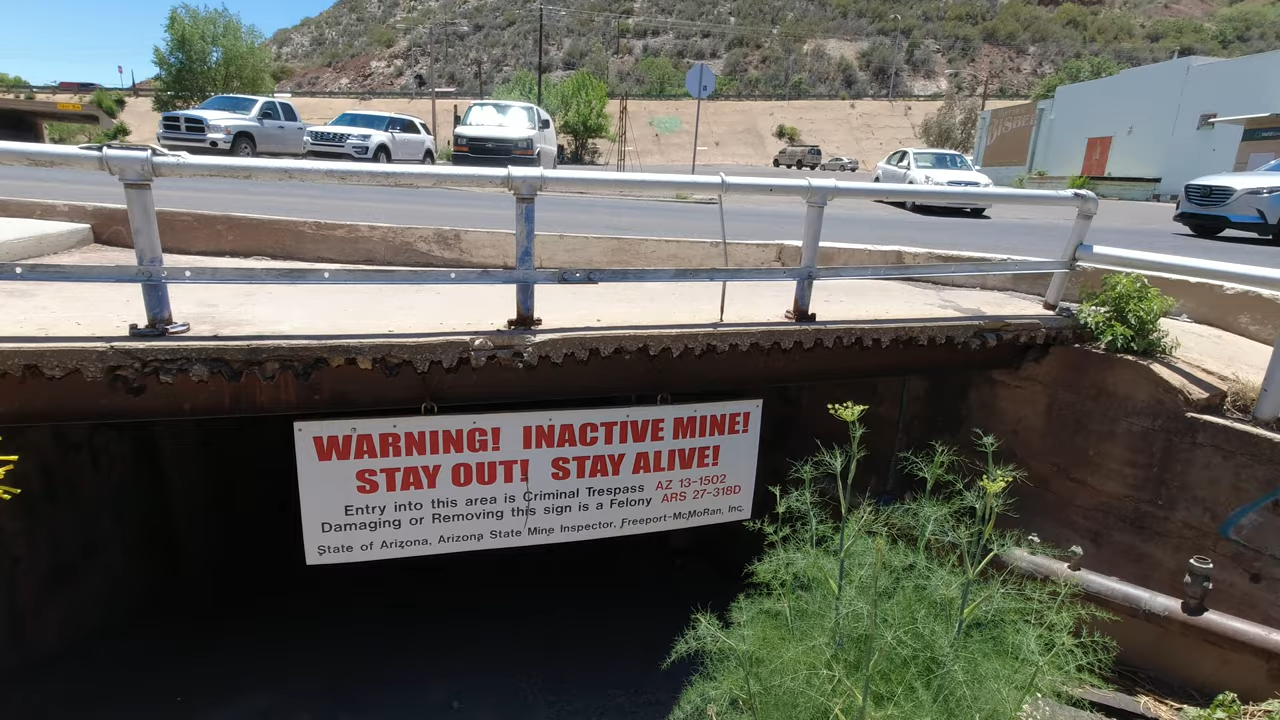 BISBEE
WARNING! INACTIVE MINE!
STAY OUT! STAY ALIVE!
Entry into this area is Criminal Trespass AZ 13-1502
Damaging or Removing this sign is a Felony ARS 27-318D
State of Arizona, Arizona State Mine Inspector, Freeport-McMoRan, Inc.